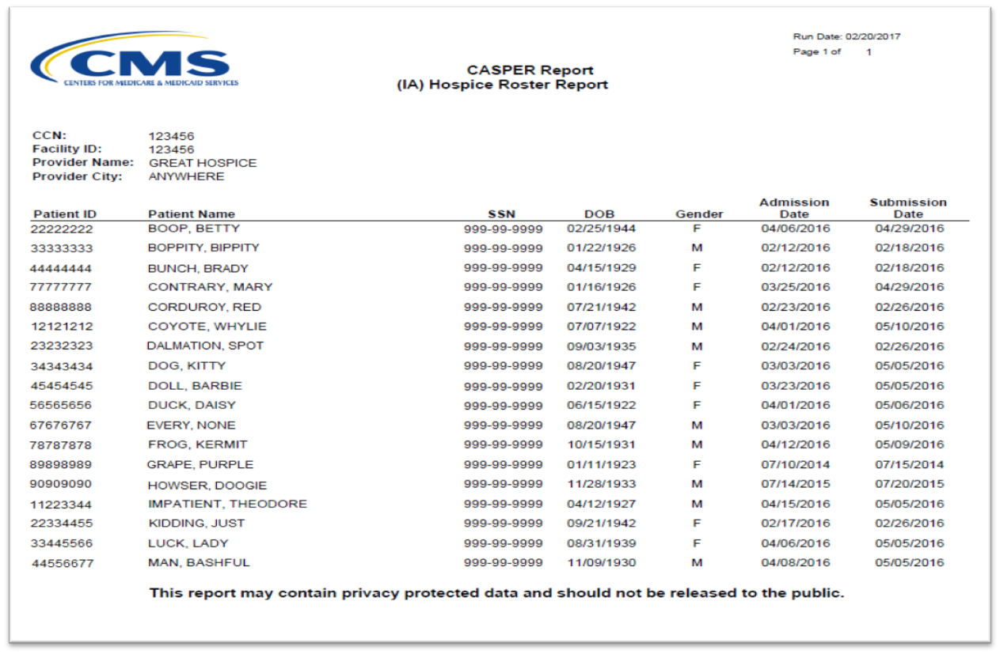 Run Date: 02/20/2017
Page 1 of 1
CMS
CENTERS FOR MEDICARE & MEDICAID SERVICES
CASPER Report
(IA) Hospice Roster Report
CCN: 123456
Facility ID: 123456
Provider Name: GREAT HOSPICE
Provider City: ANYWHERE
Admission Submission
Patient ID Patient Name SSN DOB Gender Date Date
22222222 BOOP, BETTY 999-99-9999 02/25/1944 F 04/06/2016 04/29/2016
33333333 BOPPITY, BIPPITY 999-99-9999 01/22/1926 M 02/12/2016 02/18/2016
44444444 BUNCH, BRADY 999-99-9999 04/15/1929 F 02/12/2016 02/18/2016
77777777 CONTRARY, MARY 999-99-9999 01/16/1926 F 03/25/2016 04/29/2016
88888888 CORDUROY, RED 999-99-9999 07/21/1942 M 02/23/2016 02/26/2016
12121212 COYOTE, WHYLIE 999-99-9999 07/07/1922 M 04/01/2016 05/10/2016
23232323 DALMATION, SPOT 999-99-9999 09/03/1935 M 02/24/2016 02/26/2016
34343434 DOG, KITTY 999-99-9999 08/20/1947 F 03/03/2016 05/05/2016
45454545 DOLL, BARBIE 999-99-9999 02/20/1931 F 03/23/2016 05/05/2016
56565656 DUCK, DAISY 999-99-9999 06/15/1922 F 04/01/2016 05/06/2016
67676767 EVERY, NONE 999-99-9999 08/20/1947 M 03/03/2016 05/10/2016
78787878 FROG, KERMIT 999-99-9999 10/15/1931 M 04/12/2016 05/09/2016
89898989 GRAPE, PURPLE 999-99-9999 01/11/1923 F 07/10/2014 07/15/2014
90909090 HOWSER, DOOGIE 999-99-9999 11/28/1933 M 07/14/2015 07/20/2015
11223344 IMPATIENT, THEODORE 999-99-9999 04/12/1927 M 04/15/2016 05/05/2016
22334455 KIDDING, JUST 999-99-9999 09/21/1942 F 02/17/2016 02/26/2016
33445566 LUCK, LADY 999-99-9999 08/31/1939 F 04/06/2016 05/05/2016
44556677 MAN, BASHFUL 999-99-9999 11/09/1930 M 04/08/2016 05/05/2016
This report may contain privacy protected data and should not be released to the public.